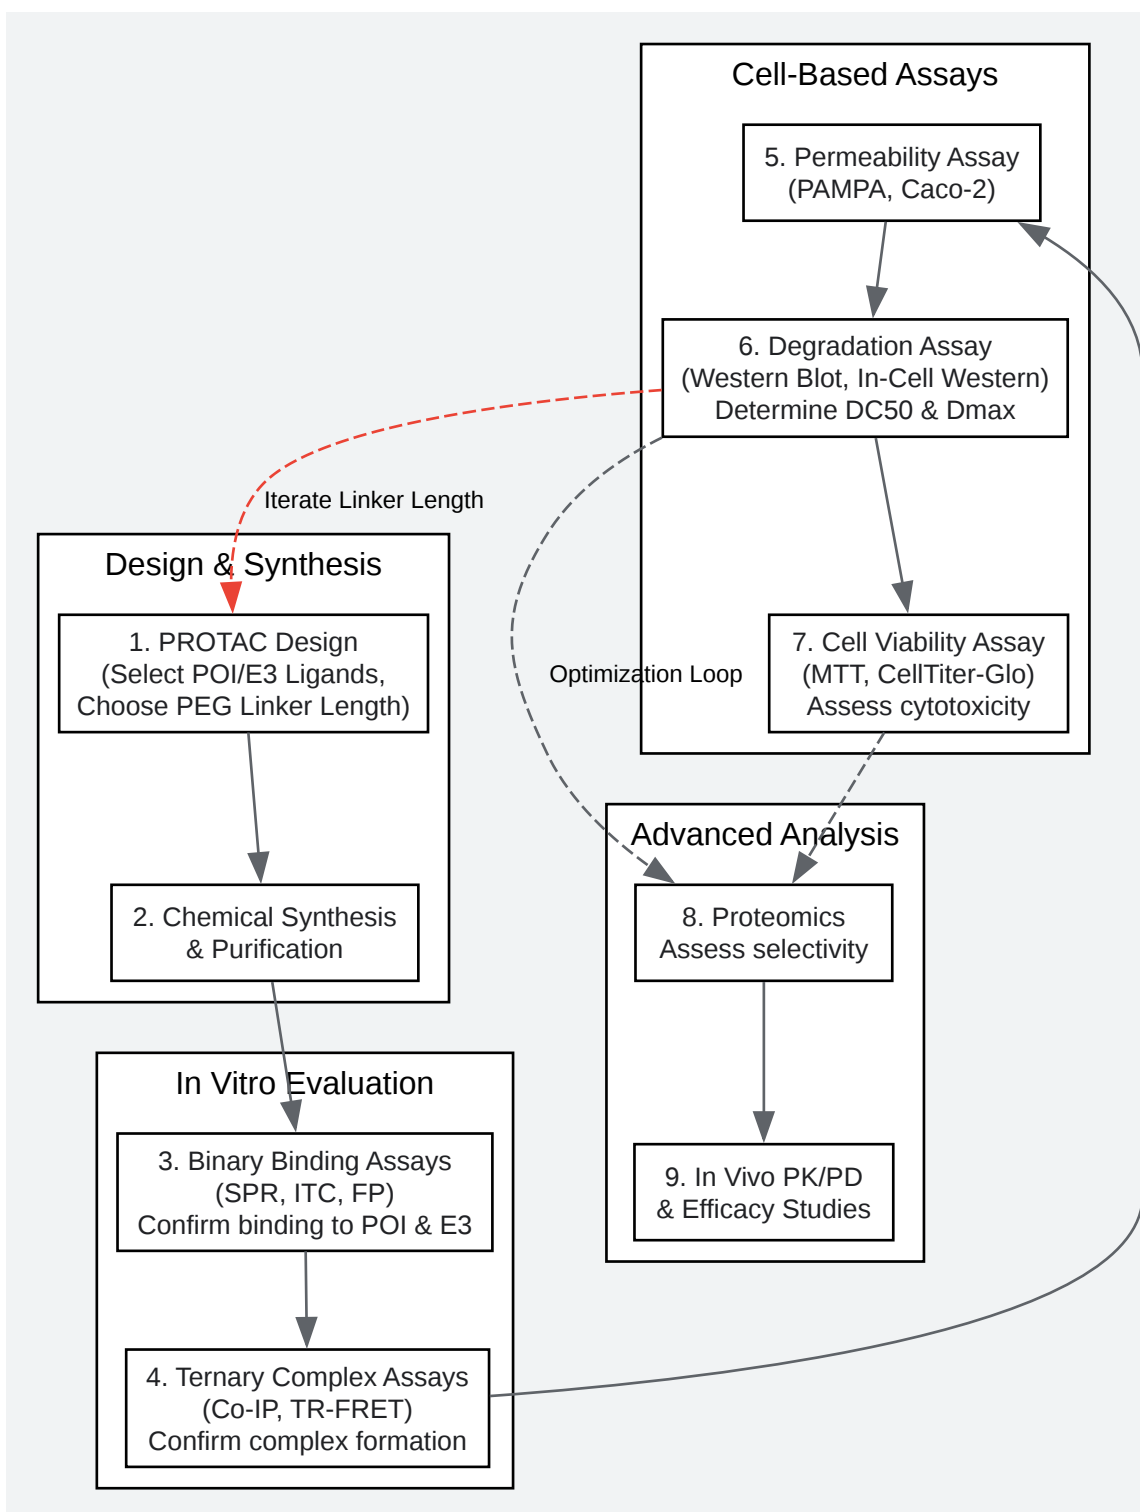 Cell-Based Assays
5. Permeability Assay
(PAMPA, Caco-2)
6. Degradation Assay
(Western Blot, In-Cell Western)
Determine DC50 & Dmax
Iterate Linker Length
Design & Synthesis
1. PROTAC Design
(Select POI/E3 Ligands,
Choose PEG Linker Length)
Optimization Loop
7. Cell Viability Assay
(MTT, CellTiter-Glo)
Assess cytotoxicity
Advanced Analysis
2. Chemical Synthesis
& Purification
8. Proteomics
Assess selectivity
In Vitro Evaluation
3. Binary Binding Assays
(SPR, ITC, FP)
Confirm binding to POI & E3
9. In Vivo PK/PD
& Efficacy Studies
4. Ternary Complex Assays
(Co-IP, TR-FRET)
Confirm complex formation